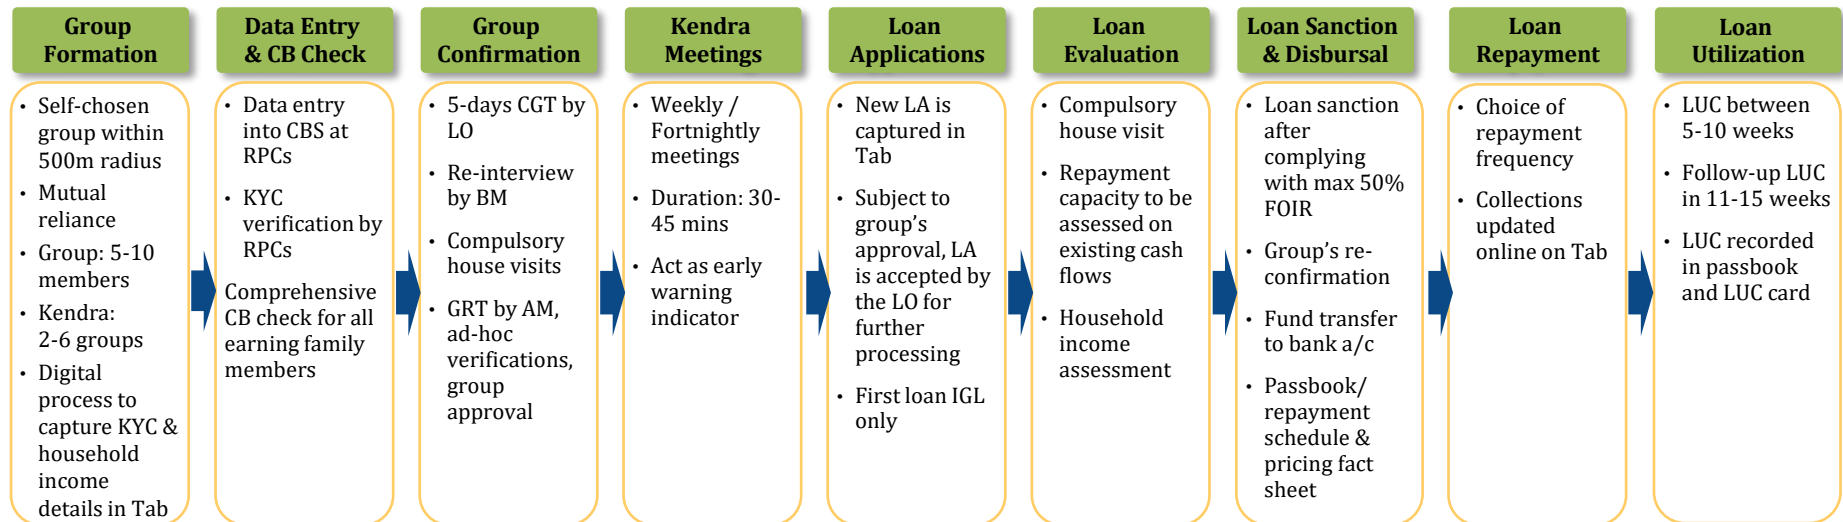 Group
Formation
• Self-chosen
group within
500m radius
• Mutual
reliance
• Group: 5-10
members
• Kendra:
2-6 groups
• Digital
process to
capture KYC &
household
income
details in Tab
Data Entry
& CB Check
• Data entry
into CBS at
RPCs
• KYC
verification by
RPCs
Comprehensive
CB check for all
earning family
members
Group
Confirmation
• 5-days CGT by
LO
• Re-interview
by BM
• Compulsory
house visits
• GRT by AM,
ad-hoc
verifications,
group
approval
Kendra
Meetings
• Weekly /
Fortnightly
meetings
• Duration: 30-
45 mins
• Act as early
warning
indicator
Loan
Applications
• New LA is
captured in
Tab
• Subject to
group’s
approval, LA
is accepted by
the LO for
further
processing
• First loan IGL
only
Loan
Evaluation
• Compulsory
house visit
• Repayment
capacity to be
assessed on
existing cash
flows
• Household
income
assessment
Loan Sanction
& Disbursal
• Loan sanction
after
complying
with max 50%
FOIR
• Group’s re-
confirmation
• Fund transfer
to bank a/c
• Passbook/
repayment
schedule &
pricing fact
sheet
Loan
Repayment
• Choice of
repayment
frequency
• Collections
updated
online on Tab
Loan
Utilization
• LUC between
5-10 weeks
• Follow-up LUC
in 11-15 weeks
• LUC recorded
in passbook
and LUC card